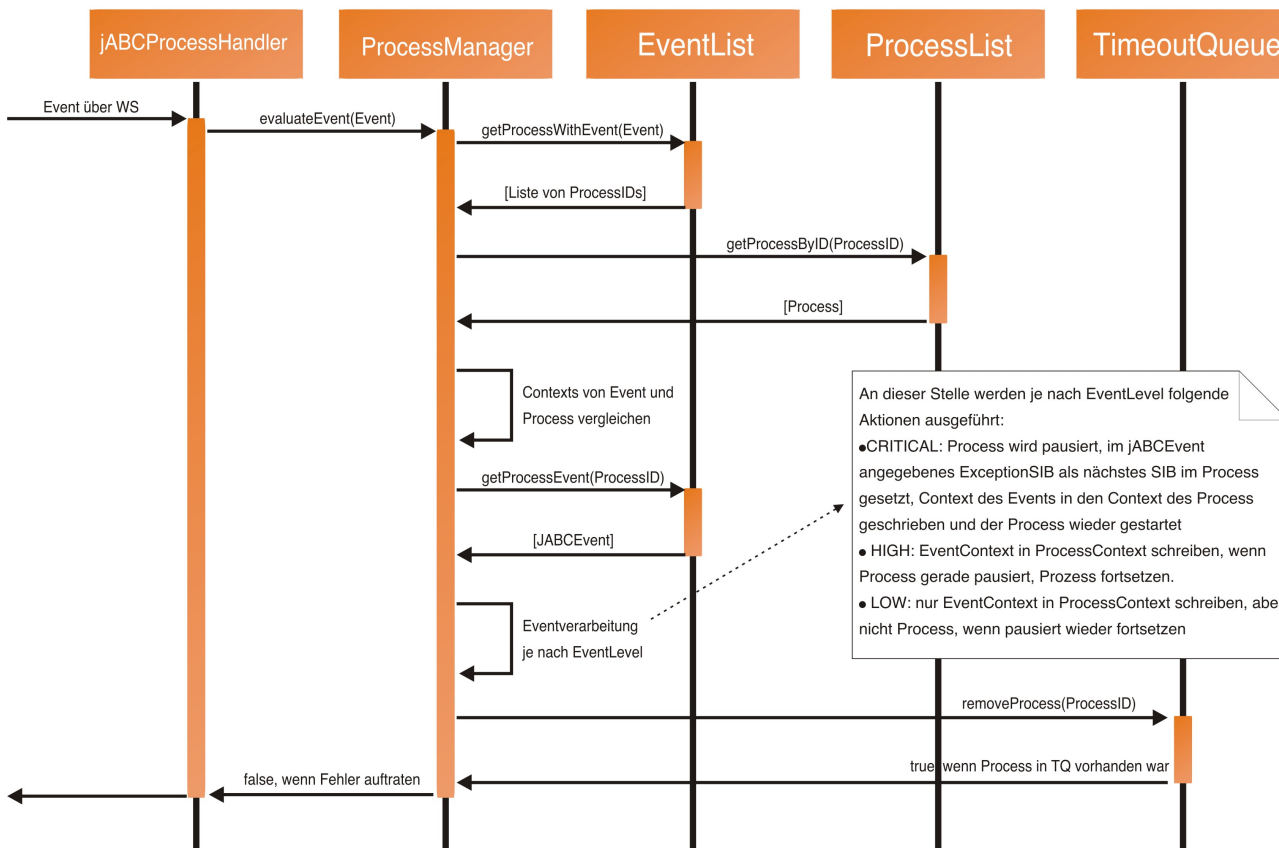 jABCProcessHandler
ProcessManager
EventList
ProcessList
TimeoutQueue
Event über WS
evaluateEvent(Event)
getProcessWithEvent(Event)
[Liste von ProcessIDs]
getProcessByID(ProcessID)
[Process]
Contexts von Event und
Process vergleichen
getProcessEvent(ProcessID)
[JABCEvent]
Eventverarbeitung
je nach EventLevel
An dieser Stelle werden je nach EventLevel folgende
Aktionen ausgeführt:
●CRITICAL: Process wird pausiert, im jABCEvent
angegebenes ExceptionSIB als nächstes SIB im Process
gesetzt, Context des Events in den Context des Process
geschrieben und der Process wieder gestartet
● HIGH: EventContext in ProcessContext schreiben, wenn
Process gerade pausiert, Prozess fortsetzen.
● LOW: nur EventContext in ProcessContext schreiben, abe
nicht Process, wenn pausiert wieder fortsetzen
removeProcess(ProcessID)
true, wenn Process in TQ vorhanden war
false, wenn Fehler auftraten